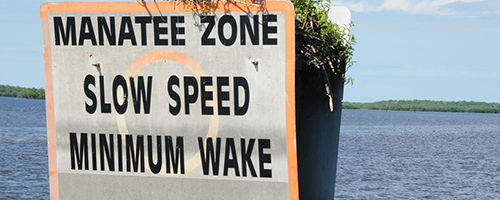 MANATEE ZONE
SLOW SPEED
MINIMUM WAKE